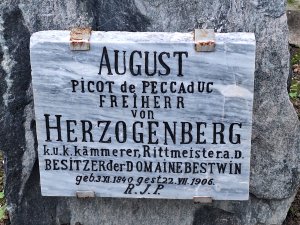 AUGUST
PICOT de PECCADUC
FREIHERR
von
HERZOGENBERG
k.u.k.kämmerer, Rittmeister a.D.
BESITZER der DOMAINE BESTWIN
geb.3.XI.1840 gest.22.VII.1906.
R.J.P.